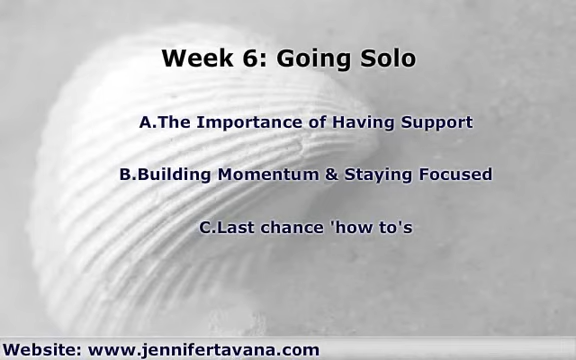 Week 6: Going Solo
A.The Importance of Having Support
B.Building Momentum & Staying Focused
C.Last chance 'how to's
Website: www.jennifertavana.com